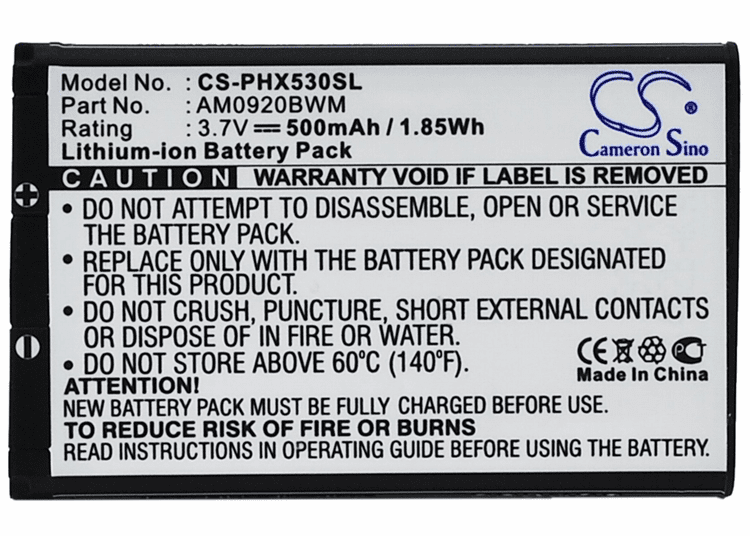 Model No. : CS-PHX530SL
Part No. : AM0920BWM
Rating : 3.7V 500mAh / 1.85Wh
Lithium-ion Battery Pack
CS
Cameron Sino
CAUTION WARRANTY VOID IF LABEL IS REMOVED
• DO NOT ATTEMPT TO DISASSEMBLE, OPEN OR SERVICE
THE BATTERY PACK.
• REPLACE ONLY WITH THE BATTERY PACK DESIGNATED
FOR THIS PRODUCT.
• DO NOT CRUSH, PUNCTURE, SHORT EXTERNAL CONTACTS
OR DISPOSE OF IN FIRE OR WATER.
• DO NOT STORE ABOVE 60°C (140°F).
CE
Made In China
ATTENTION!
NEW BATTERY PACK MUST BE FULLY CHARGED BEFORE USE.
TO REDUCE RISK OF FIRE OR BURNS
READ INSTRUCTIONS IN OPERATING GUIDE BEFORE USING THE BATTERY.